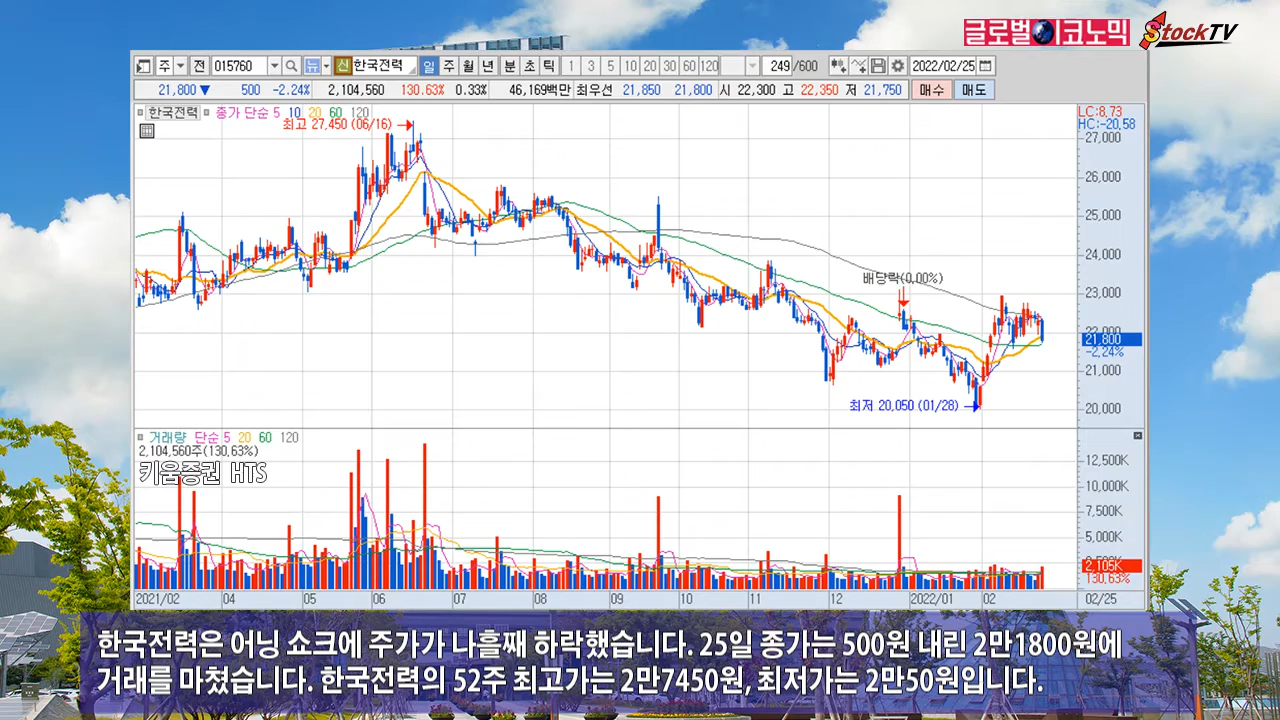 글로벌이코노믹 StockTV
주 전 015760 뉴 신 한국전력 일 주 월 년 분 초 틱 1 3 5 10 20 30 60 120 249 /600 2022/02/25
21,800 ▼ 500 -2.24% 2,104,560 130.63% 0.33% 46,169백만 최우선 21,850 21,800 시 22,300 고 22,350 저 21,750 매수 매도
한국전력 종가 단순 5 10 20 60 120
LC:8.73
HC:-20.58
최고 27,450 (06/16)
27,000
26,000
25,000
24,000
배당락(0.00%)
23,000
22,000
21,800
-2.24%
21,000
최저 20,050 (01/28)
20,000
거래량 단순 5 20 60 120
2,104,560주(130.63%)
키움증권 HTS
12,500K
10,000K
7,500K
5,000K
2,105K
130.63%
2021/02 04 05 06 07 08 09 10 11 12 2022/01 02 02/25
한국전력은 어닝 쇼크에 주가가 나흘째 하락했습니다. 25일 종가는 500원 내린 2만1800원에
거래를 마쳤습니다. 한국전력의 52주 최고가는 2만7450원, 최저가는 2만50원입니다.